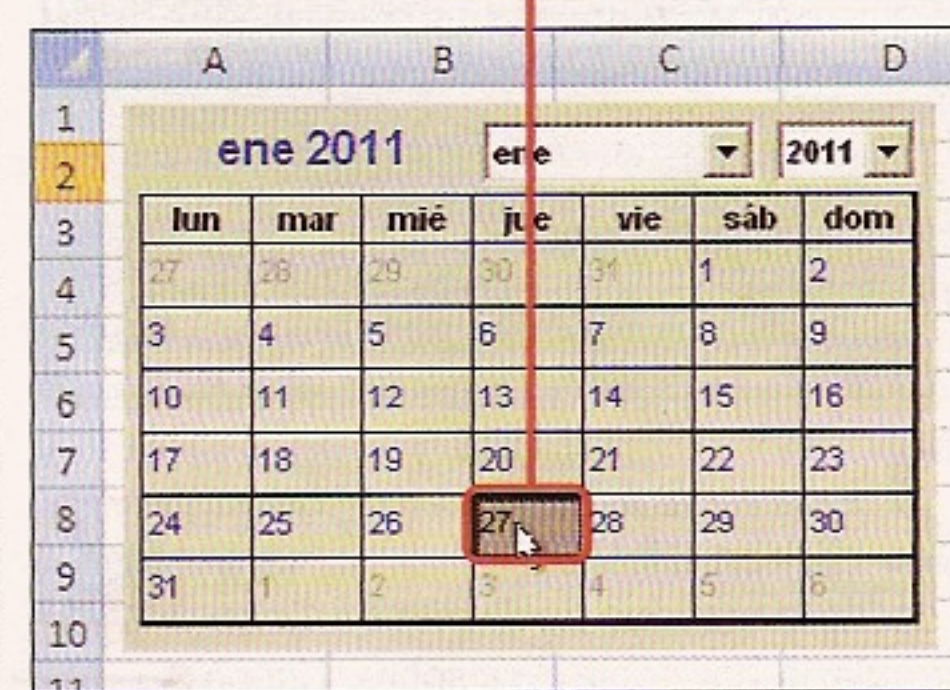 A B C D
1
ene 2011 ene 2011
2
lun mar mié jue vie sáb dom
3
27 28 29 30 31 1 2
4
3 4 5 6 7 8 9
5
10 11 12 13 14 15 16
6
17 18 19 20 21 22 23
7
24 25 26 27 28 29 30
8
31 1 2 3 4 5 6
9
10
11